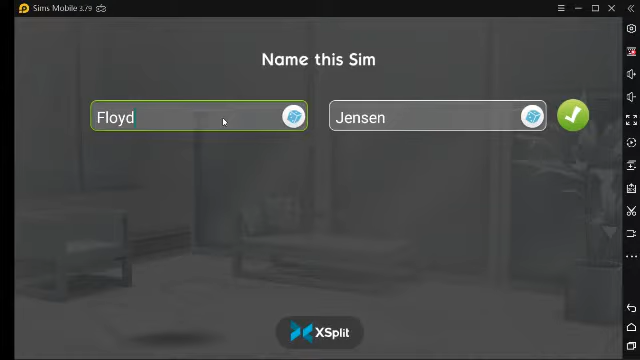 Sims Mobile 3.79
Name this Sim
Floyd
Jensen
XSplit